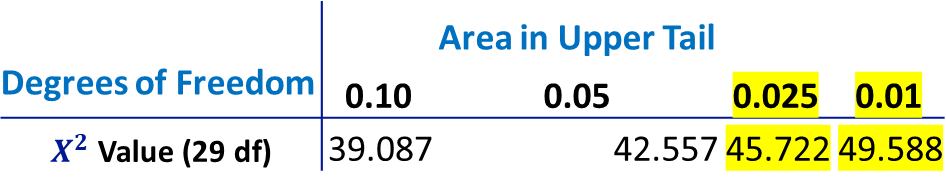 Area in Upper Tail
Degrees of Freedom 0.10 0.05 0.025 0.01
X² Value (29 df) 39.087 42.557 45.722 49.588